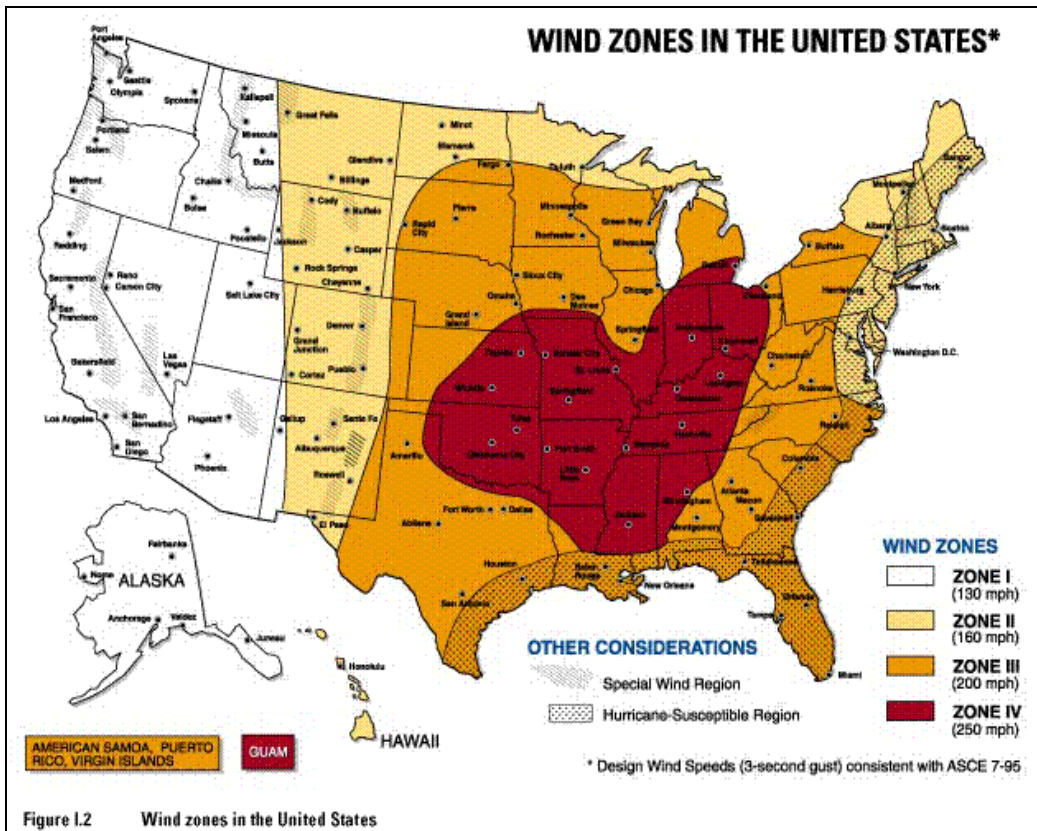 WIND ZONES IN THE UNITED STATES*
Port
Angeles
Seattle
Olympia
Spokane
Kalispell
Great Falls
Minot
Portland
Missoula
Bismarck
Salem
Butte
Glendive
Fargo
Duluth
Bangor
Billings
Montpelier
Medford
Challis
Cody
Buffalo
Pierre
Minneapolis
Green Bay
Boise
Rapid
City
Rochester
Albany
Boston
Redding
Pocatello
Jackson
Casper
Milwaukee
Buffalo
Rock Springs
Sioux City
Detroit
Sacramento
Reno
Carson City
Salt Lake City
Cheyenne
Omaha
Des
Moines
Chicago
Cleveland
Harrisburg
New York
San
Francisco
Grand
Island
Denver
Springfield
Indianapolis
Grand
Junction
Topeka
Kansas City
Cincinnati
Charleston
Washington D.C.
Bakersfield
Las
Vegas
Cortez
Pueblo
St. Louis
Wichita
Springfield
Lexington
Roanoke
Los Angeles
San
Bernadino
Flagstaff
Gallup
Santa Fe
Tulsa
Nashville
Raleigh
San
Diego
Albuquerque
Amarillo
Oklahoma City
Fort Smith
Memphis
Columbia
Phoenix
Roswell
Little
Rock
Birmingham
Atlanta
Macon
El Paso
Fort Worth
Dallas
Abilene
Jackson
Montgomery
Savannah
Fairbanks
Houston
Baton
Rouge
Tallahassee
Nome
ALASKA
San Antonio
New Orleans
Orlando
Anchorage
Valdez
Juneau
Tampa
Miami
Honolulu
HAWAII
WIND ZONES
ZONE I
(130 mph)
ZONE II
(160 mph)
ZONE III
(200 mph)
ZONE IV
(250 mph)
OTHER CONSIDERATIONS
Special Wind Region
Hurricane-Susceptible Region
AMERICAN SAMOA, PUERTO
RICO, VIRGIN ISLANDS
GUAM
* Design Wind Speeds (3-second gust) consistent with ASCE 7-95
Figure I.2 Wind zones in the United States